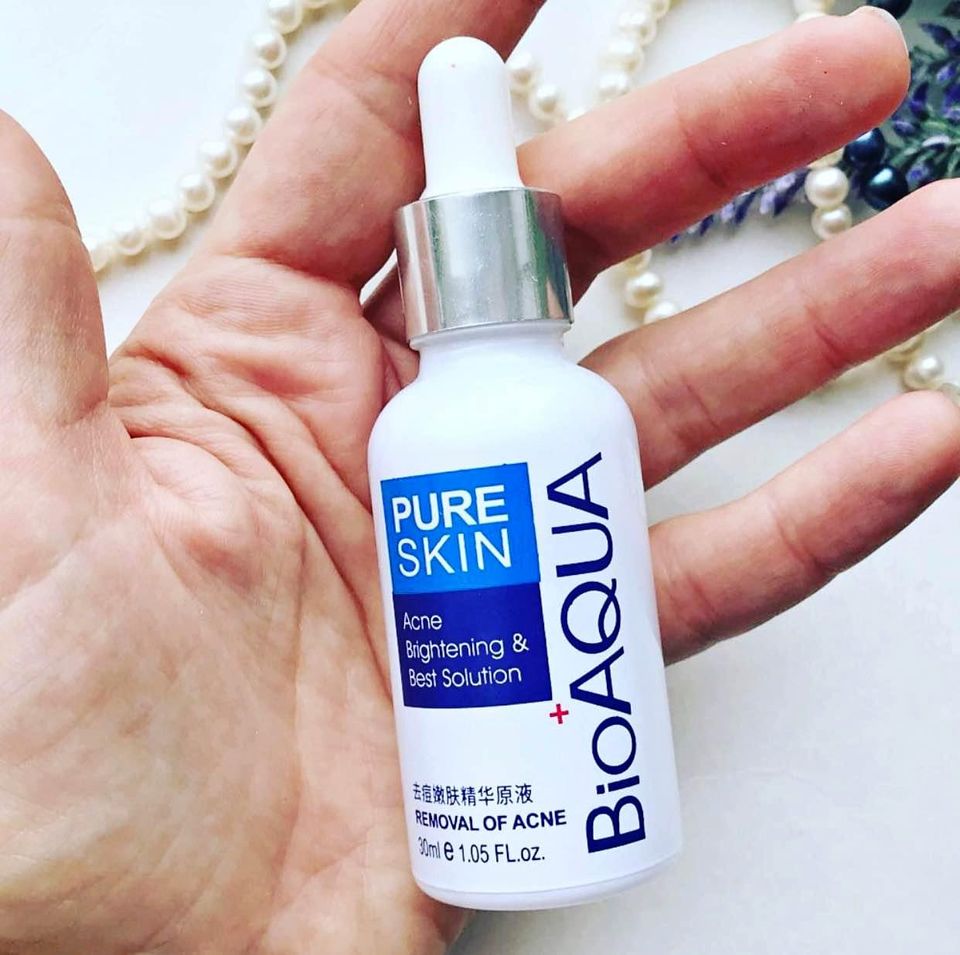 PURE
SKIN
Acne
Brightening &
Best Solution
BIOAQUA
+
去痘嫩肤精华原液
REMOVAL OF ACNE
30ml e 1.05 FL.oz.